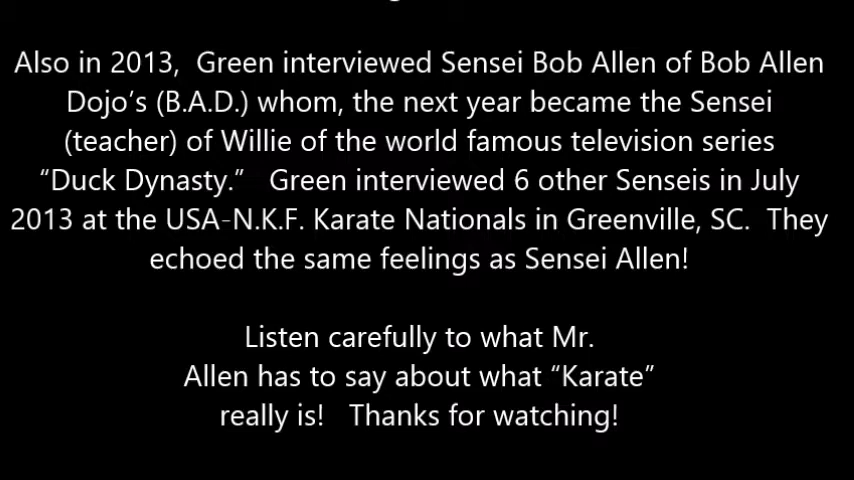 Also in 2013,  Green interviewed Sensei Bob Allen of Bob Allen
Dojo’s (B.A.D.) whom, the next year became the Sensei
(teacher) of Willie of the world famous television series
“Duck Dynasty.”   Green interviewed 6 other Senseis in July
2013 at the USA-N.K.F. Karate Nationals in Greenville, SC.  They
echoed the same feelings as Sensei Allen!
Listen carefully to what Mr.
Allen has to say about what “Karate”
really is!   Thanks for watching!